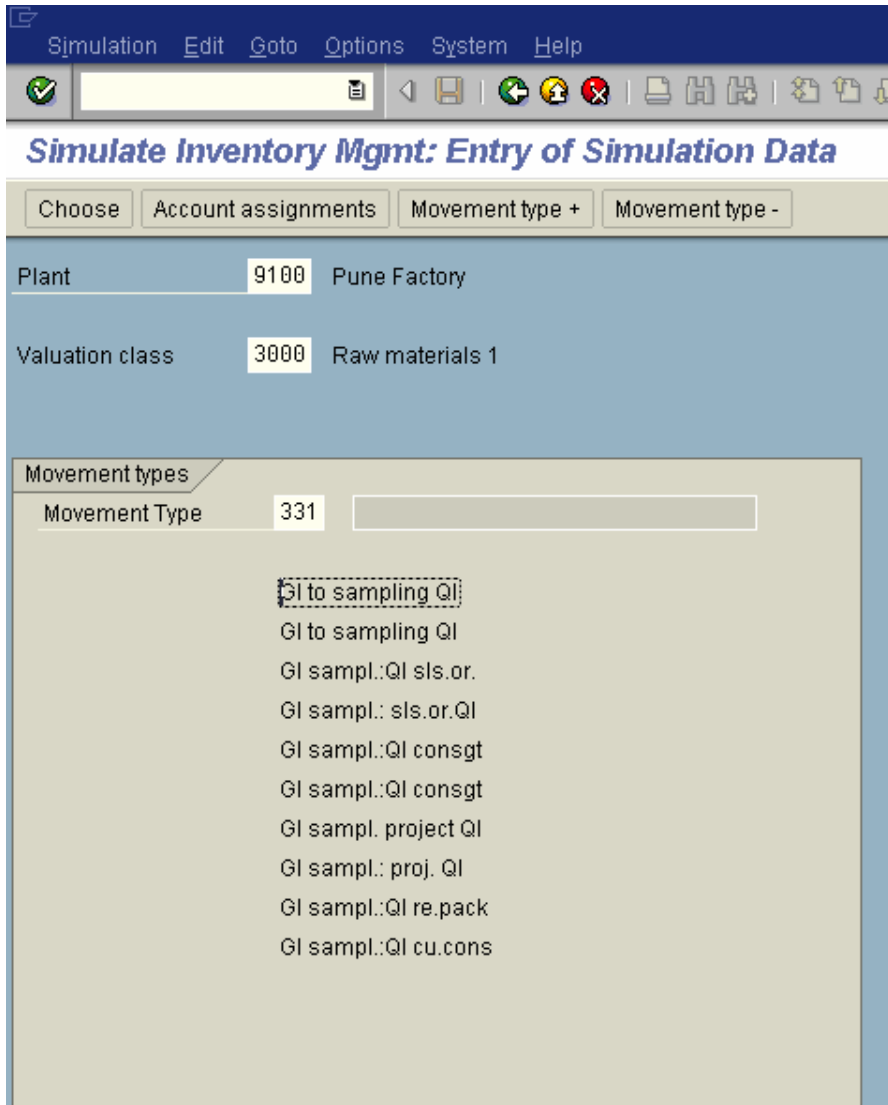 Simulation Edit Goto Options System Help
Simulate Inventory Mgmt: Entry of Simulation Data
Choose Account assignments Movement type + Movement type -
Plant 9100 Pune Factory
Valuation class 3000 Raw materials 1
Movement types
Movement Type 331
GI to sampling QI
GI to sampling QI
GI sampl.:QI sls.or.
GI sampl.: sls.or.QI
GI sampl.:QI consgt
GI sampl.:QI consgt
GI sampl. project QI
GI sampl.: proj. QI
GI sampl.:QI re.pack
GI sampl.:QI cu.cons